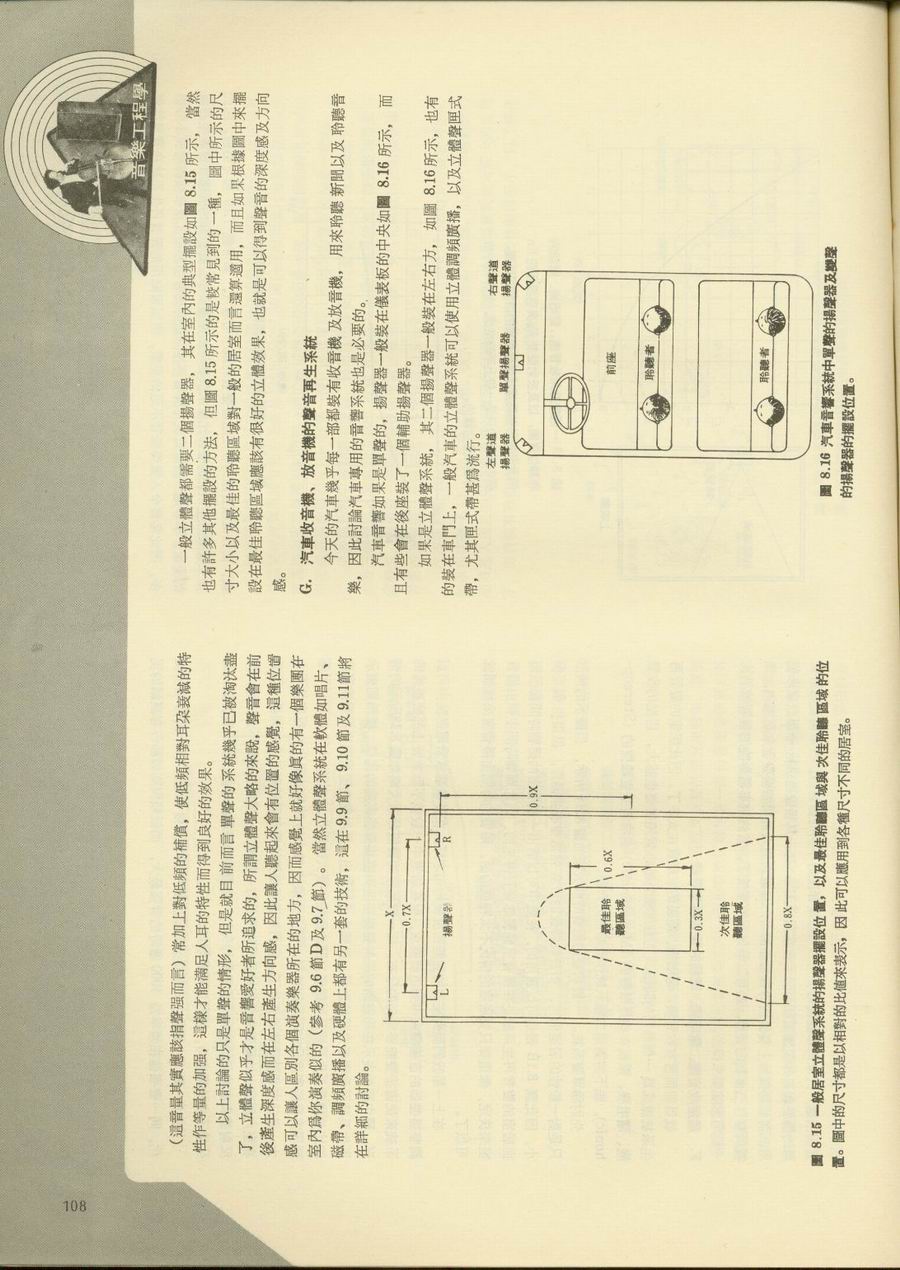 108
音樂工程學
（這音量其實應該指聲强而言）常加上對低頻的補償，使低頻相對耳朶衰減的特
性作等量的加强，這樣才能滿足人耳的特性而得到良好的效果。
以上討論的只是單聲的情形，但是就目前而言單聲的系統幾乎已被淘汰盡
了，立體聲似乎才是音響愛好者所追求的，所謂立體聲大略的來說，聲音會在前
後產生深度感而在左右產生方向感，因此讓人聽起來會有位置的感覺，這種位置
感可以讓人區別各個演奏樂器所在的地方，因而感覺上就好像眞的有一個樂團在
室內爲你演奏似的（參考 9.6 節D及 9.7 節）。當然立體聲系統在軟體如唱片、
磁帶、調頻廣播以及硬體上都有另一套的技術，這在 9.9 節、 9.10 節及 9.11節將
在詳細的討論。
X
0.7X
L
R
揚聲器
0.9X
最佳聆
聽區域
0.6X
0.3X
次佳聆
聽區域
0.8X
圖 8.15 一般居室立體聲系統的揚聲器擺設位置，以及最佳聆聽區域與次佳聆聽區域的位
置。圖中的尺寸都是以相對的比值來表示，因此可以應用到各種尺寸不同的居室。
一般立體聲都需要二個揚聲器，其在室內的典型擺設如圖 8.15 所示，當然
也有許多其他擺設的方法，但圖 8.15 所示的是較常見到的一種，圖中所示的尺
寸大小以及最佳的聆聽區域對一般的居室而言還算適用，而且如果根據圖中來擺
設在最佳聆聽區域應該有很好的立體效果，也就是可以得到聲音的深度感及方向
感。
G. 汽車收音機、放音機的聲音再生系統
今天的汽車幾乎每一部都裝有收音機及放音機，用來聆聽新聞以及聆聽音
樂，因此討論汽車專用的音響系統也是必要的。
汽車音響如果是單聲的，揚聲器一般裝在儀表板的中央如圖 8.16 所示，而
且有些會在後座裝了一個輔助揚聲器。
如果是立體聲系統，其二個揚聲器一般裝在左右方，如圖 8.16 所示，也有
的裝在車門上，一般汽車的立體聲系統可以使用立體調頻廣播，以及立體聲匣式
帶，尤其匣式帶甚爲流行。
左聲道
揚聲器
單聲揚聲器
右聲道
揚聲器
前座
聆聽者
聆聽者
圖 8.16 汽車音響系統中單聲的揚聲器及雙聲
的揚聲器的擺設位置。